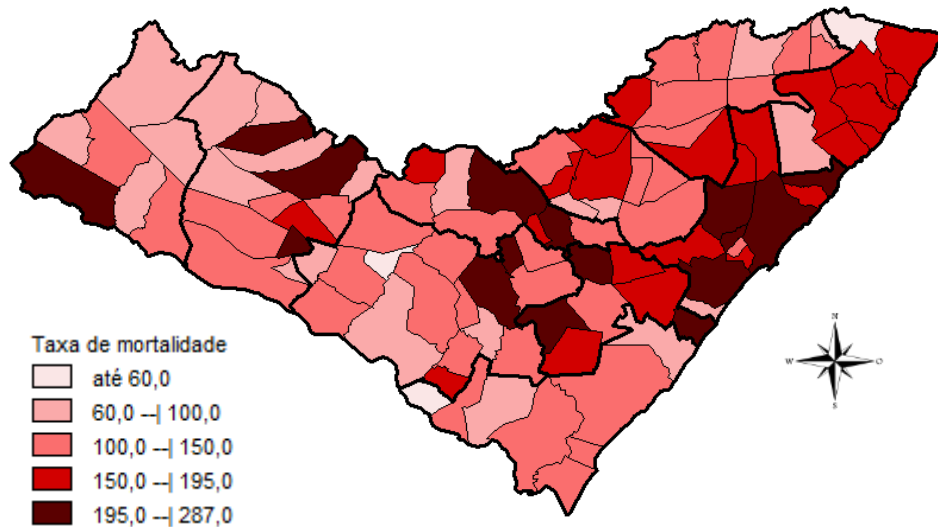 Taxa de mortalidade
até 60,0
60,0 --| 100,0
100,0 --| 150,0
150,0 --| 195,0
195,0 --| 287,0
N
W
O
S